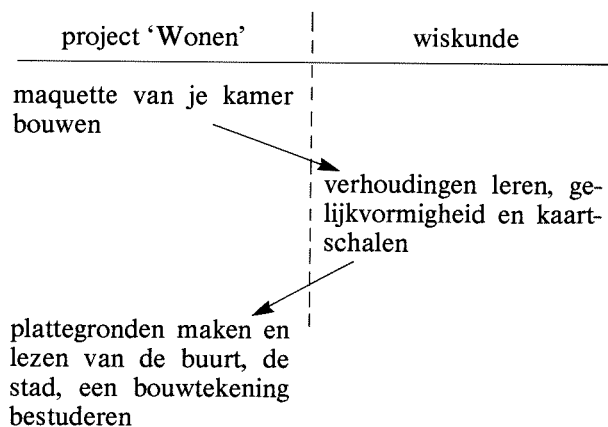 project ‘Wonen’
wiskunde
maquette van je kamer
bouwen
verhoudingen leren, ge-
lijkvormigheid en kaart-
schalen
plattegronden maken en
lezen van de buurt, de
stad, een bouwtekening
bestuderen